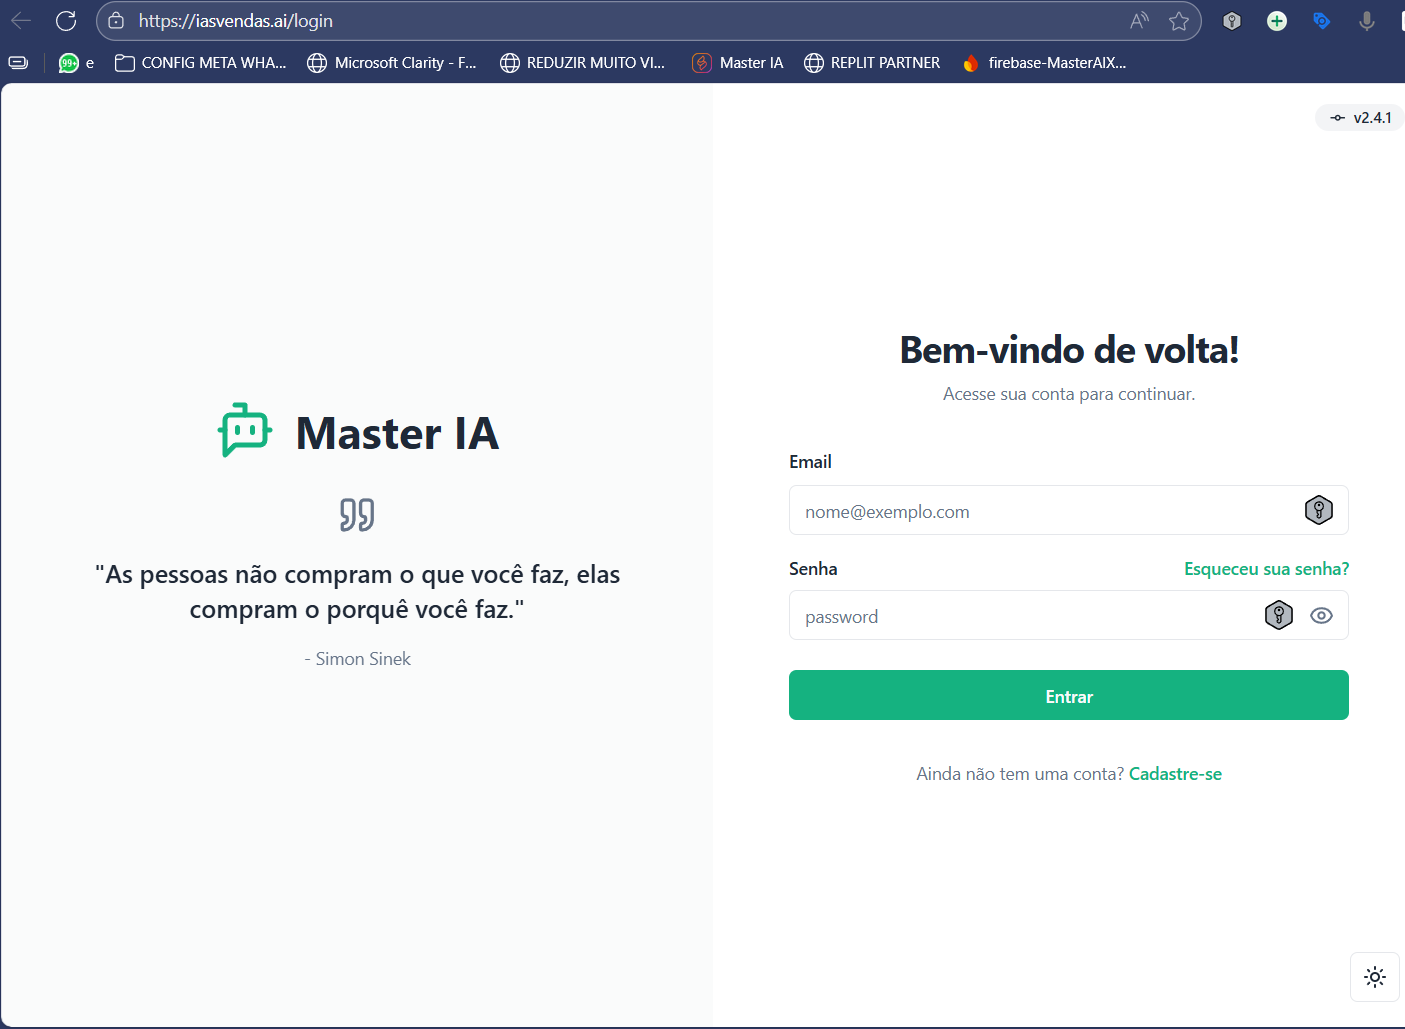 https://iasvendas.ai/login
99+ e
CONFIG META WHA...
Microsoft Clarity - F...
REDUZIR MUITO VI...
Master IA
REPLIT PARTNER
firebase-MasterAIX...
v2.4.1
Master IA
"As pessoas não compram o que você faz, elas
compram o porquê você faz."
- Simon Sinek
Bem-vindo de volta!
Acesse sua conta para continuar.
Email
nome@exemplo.com
Senha
Esqueceu sua senha?
password
Entrar
Ainda não tem uma conta? Cadastre-se